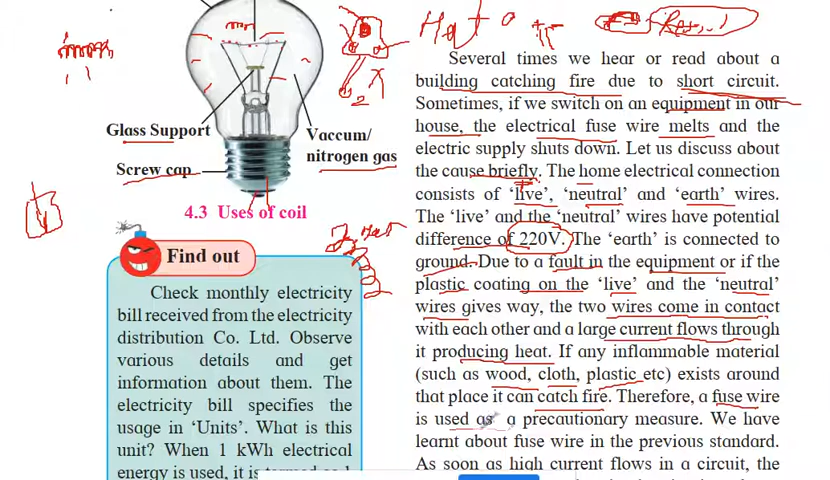 Hat
Glass Support
Vaccum/
nitrogen gas
Screw cap
4.3 Uses of coil
Find out
Check monthly electricity
bill received from the electricity
distribution Co. Ltd. Observe
various details and get
information about them. The
electricity bill specifies the
usage in 'Units'. What is this
unit? When 1 kWh electrical
energy is used, it is
Several times we hear or read about a
building catching fire due to short circuit.
Sometimes, if we switch on an equipment in our
house, the electrical fuse wire melts and the
electric supply shuts down. Let us discuss about
the cause briefly. The home electrical connection
consists of 'live', 'neutral' and 'earth' wires.
The 'live' and the 'neutral' wires have potential
difference of 220V. The 'earth' is connected to
ground. Due to a fault in the equipment or if the
plastic coating on the 'live' and the 'neutral'
wires gives way, the two wires come in contact
with each other and a large current flows through
it producing heat. If any inflammable material
(such as wood, cloth, plastic etc) exists around
that place it can catch fire. Therefore, a fuse wire
is used as a precautionary measure. We have
learnt about fuse wire in the previous standard.
As soon as high current flows in a circuit, the